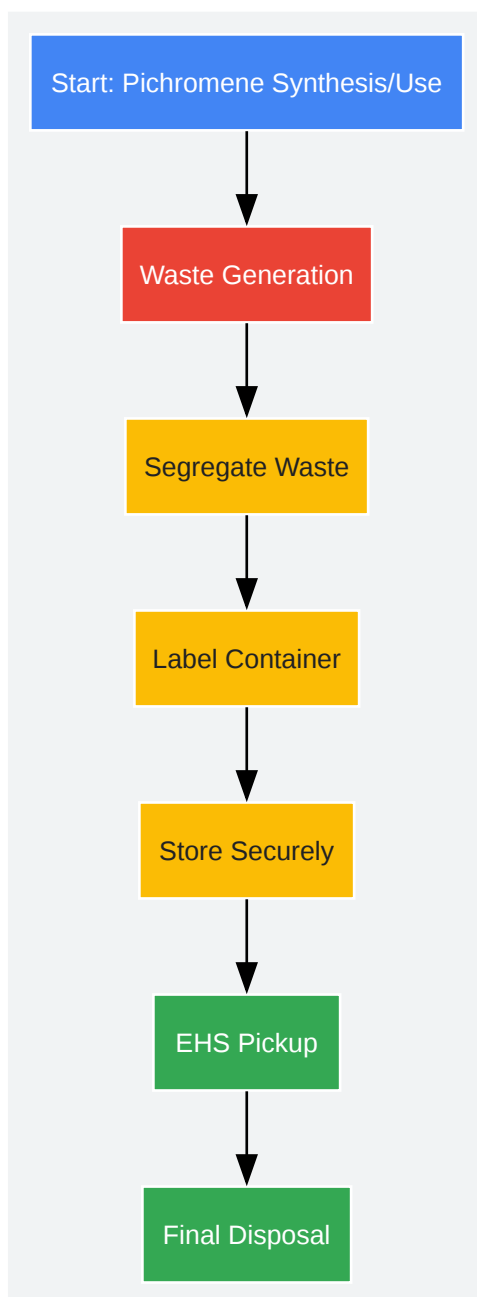 Start: Pichromene Synthesis/Use
Waste Generation
Segregate Waste
Label Container
Store Securely
EHS Pickup
Final Disposal